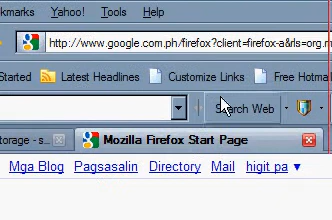 kmarks Yahoo! Tools Help
http://www.google.com.ph/firefox?client=firefox-a&rls=org.m
Started Latest Headlines Customize Links Free Hotma
Search Web
torage - s... Mozilla Firefox Start Page
Mga Blog Pagsasalin Directory Mail higit pa ▼